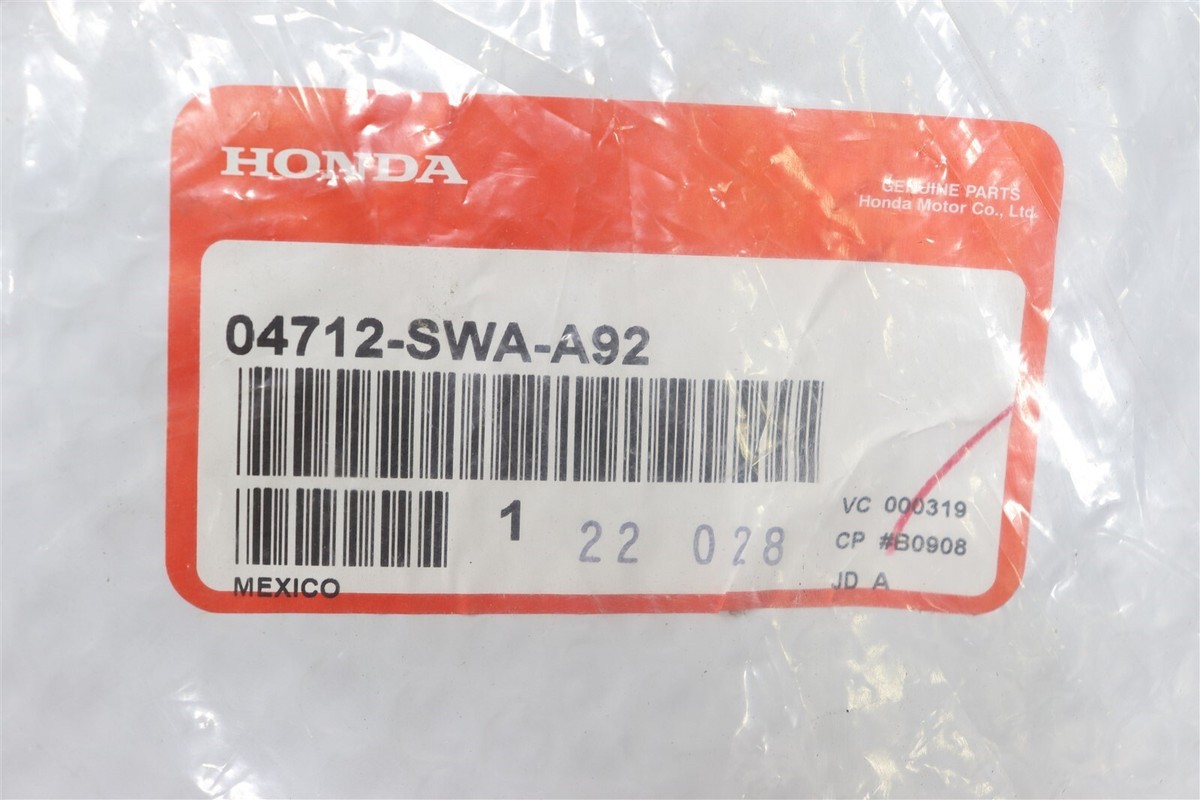 HONDA
GENUINE PARTS
Honda Motor Co., Ltd.
04712-SWA-A92
1
22 028
VC 000319
CP #B0908
JD A
MEXICO